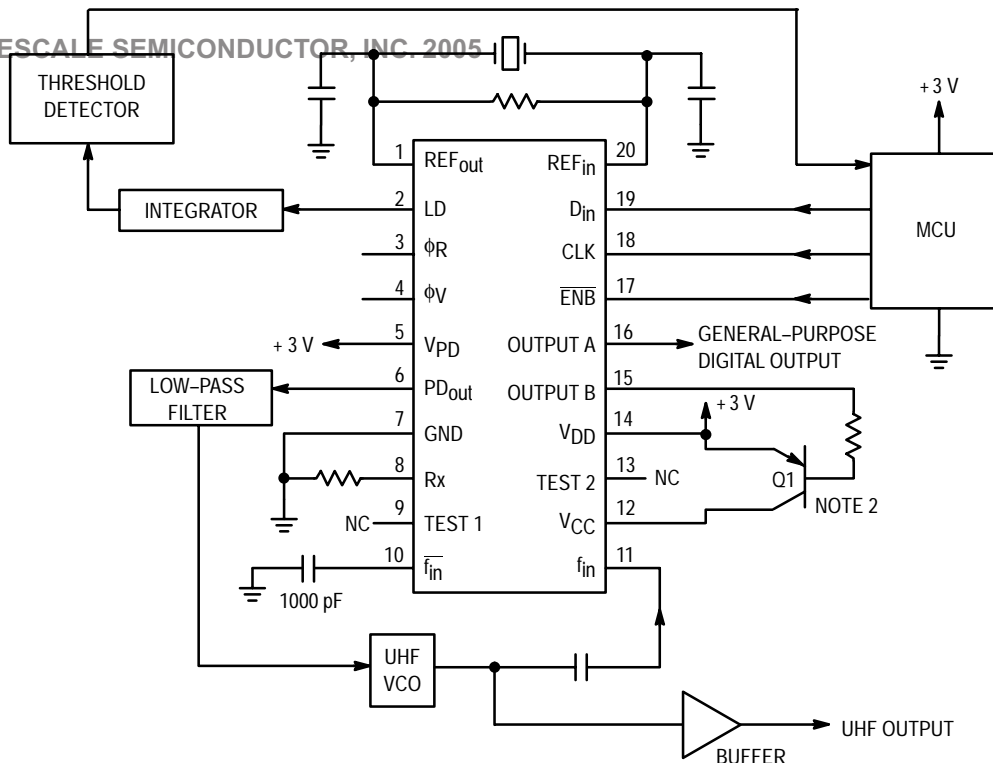 ESCALE SEMICONDUCTOR, INC. 2005
THRESHOLD
DETECTOR
+ 3 V
1
REFout
REFin
20
INTEGRATOR
2
LD
Din
19
MCU
3
φR
CLK
18
4
φV
ENB
17
+ 3 V
5
VPD
OUTPUT A
16
GENERAL–PURPOSE
DIGITAL OUTPUT
LOW–PASS
FILTER
6
PDout
OUTPUT B
15
7
GND
VDD
14
+ 3 V
8
Rx
TEST 2
13
NC
Q1
NOTE 2
NC
9
TEST 1
VCC
12
10
fin
fin
11
1000 pF
UHF
VCO
UHF OUTPUT
BUFFER